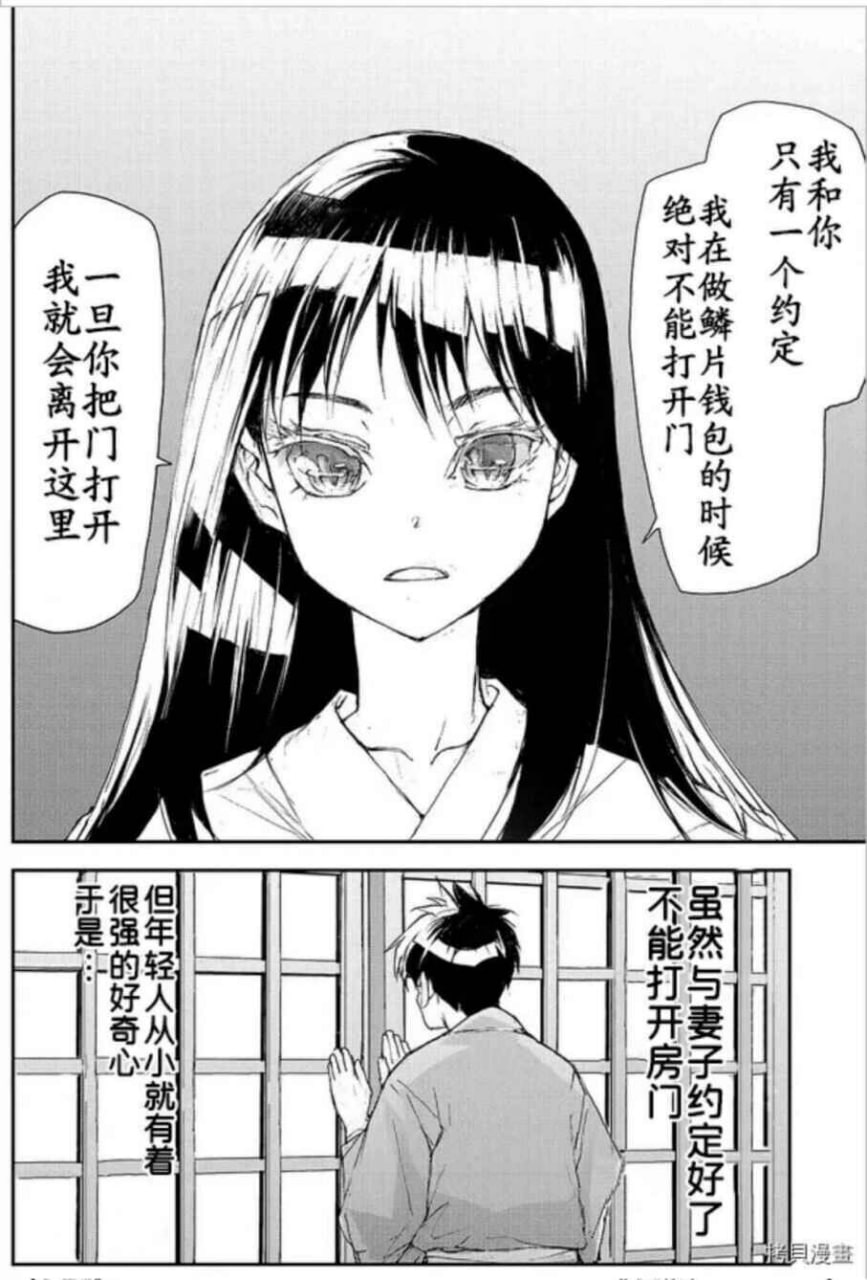 我和你
只有一个约定
我在做鳞片钱包的时候
绝对不能打开门
一旦你把门打开
我就会离开这里
虽然与妻子约定好了
不能打开房门
但年轻人从小就有着
很强的好奇心
于是…
拷貝漫畫